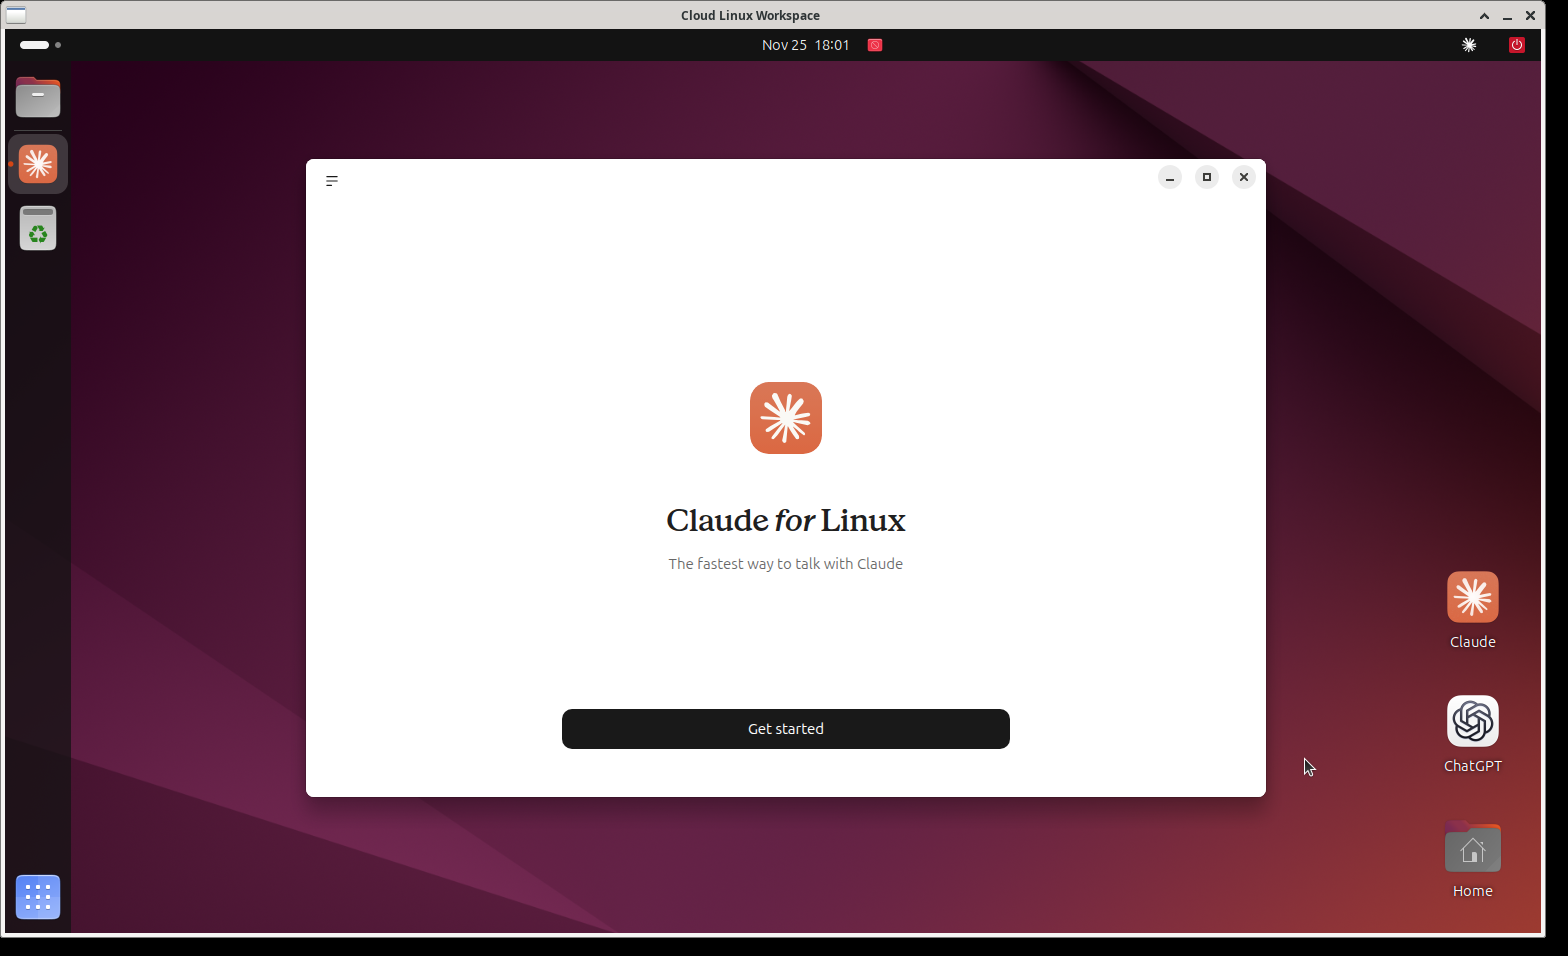 Cloud Linux Workspace
Nov 25 18:01
Claude for Linux
The fastest way to talk with Claude
Get started
Claude
ChatGPT
Home